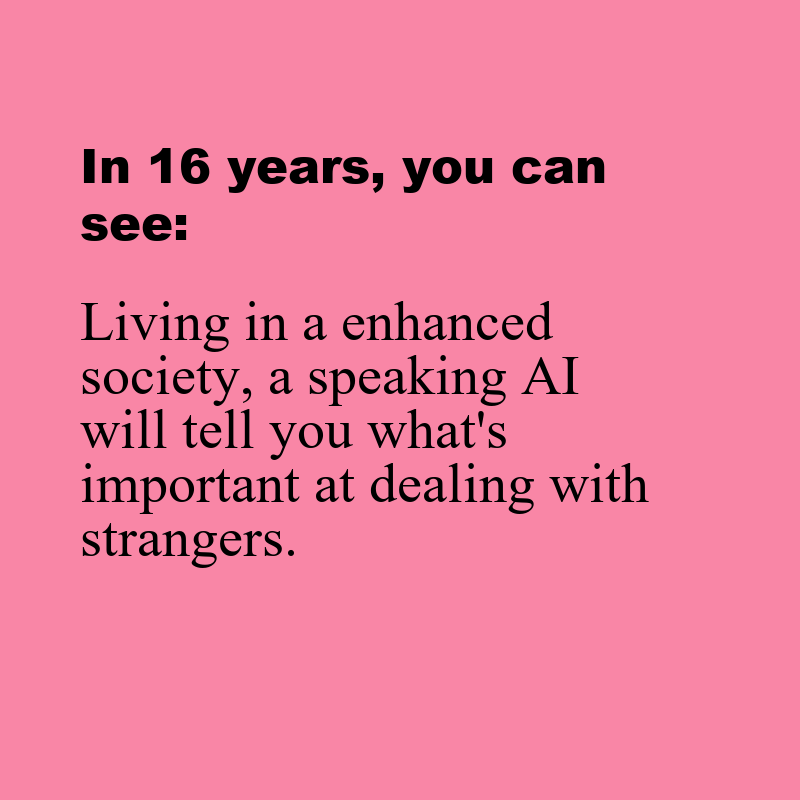 In 16 years, you can
see:
Living in a enhanced
society, a speaking AI
will tell you what's
important at dealing with
strangers.